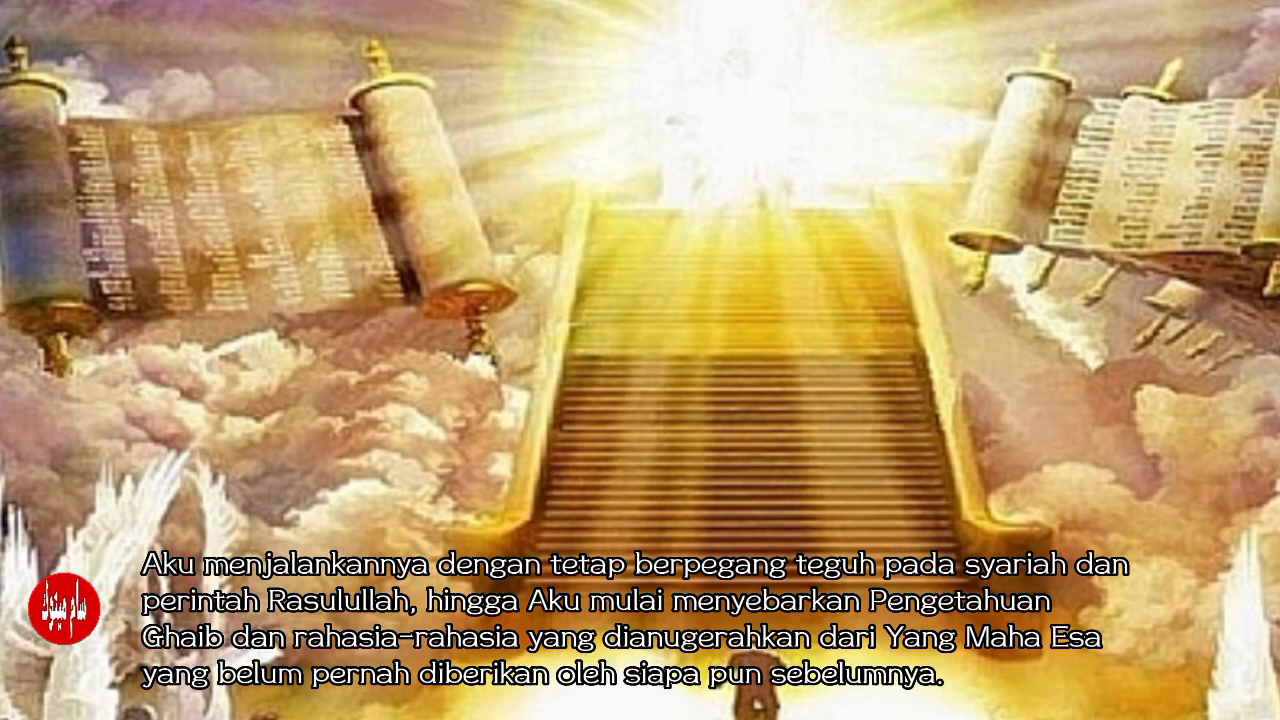 Aku menjalankannya dengan tetap berpegang teguh pada syariah dan
perintah Rasulullah, hingga Aku mulai menyebarkan Pengetahuan
Ghaib dan rahasia-rahasia yang dianugerahkan dari Yang Maha Esa
yang belum pernah diberikan oleh siapa pun sebelumnya.